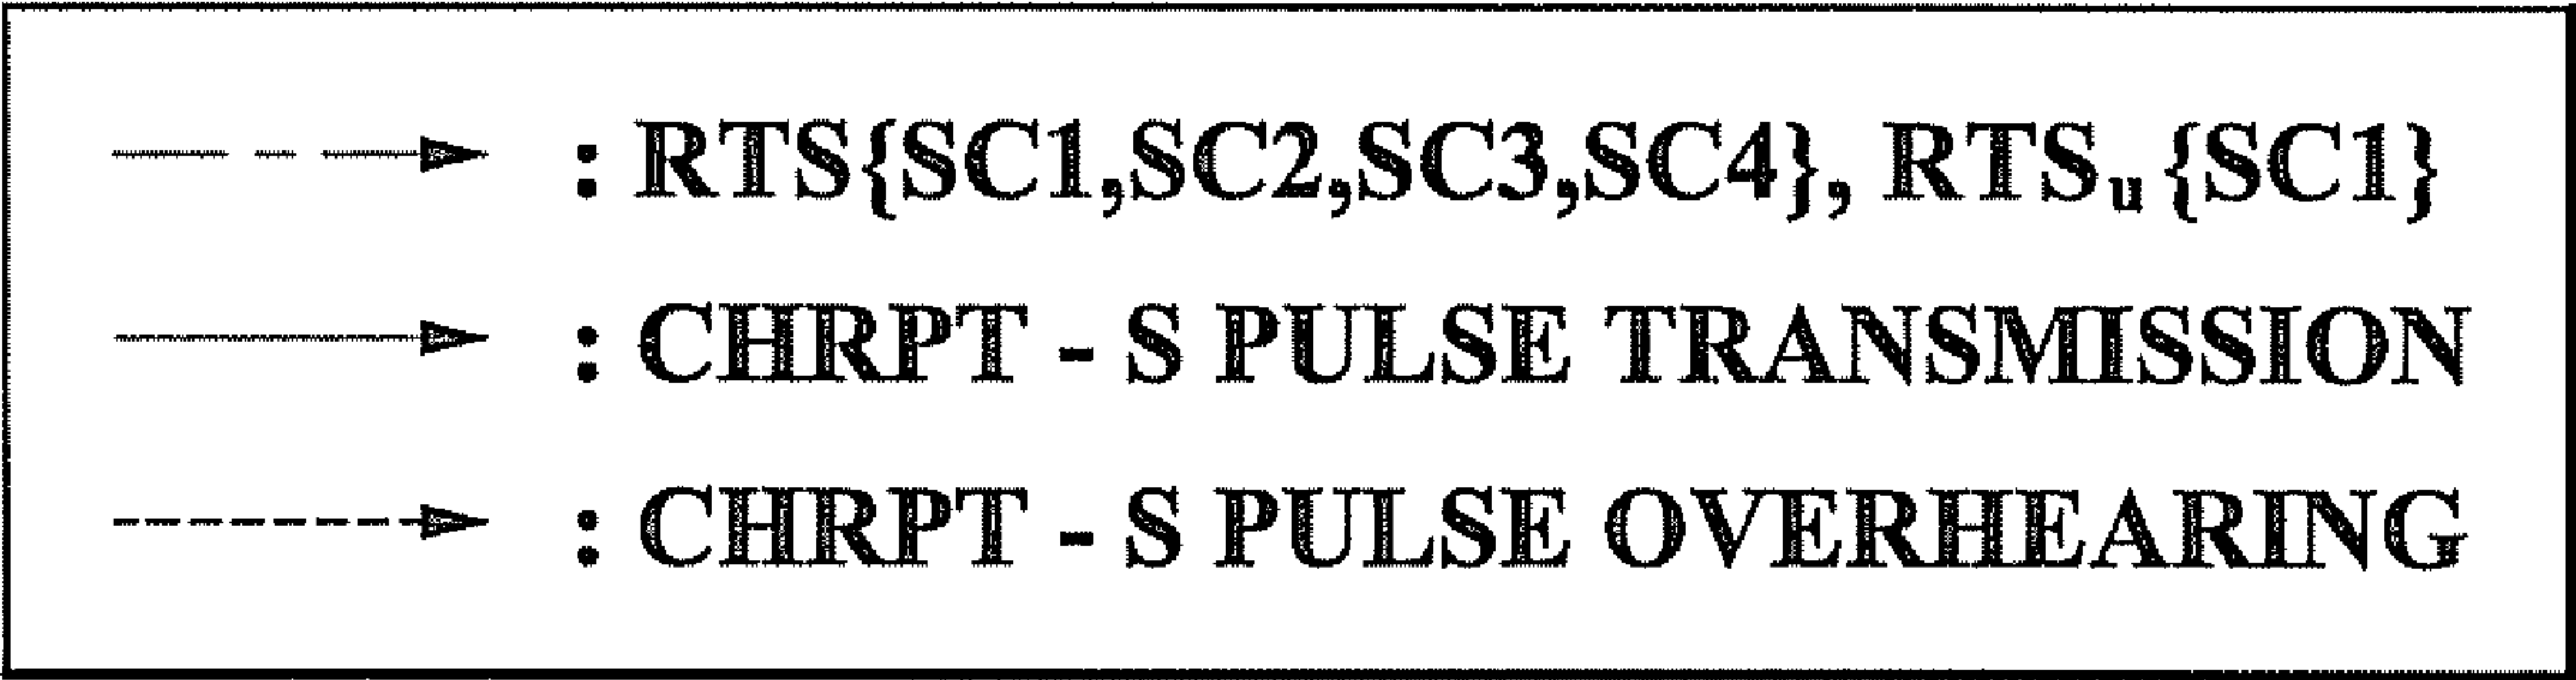 : RTS{SC1,SC2,SC3,SC4}, RTSu {SC1}
: CHRPT - S PULSE TRANSMISSION
: CHRPT - S PULSE OVERHEARING